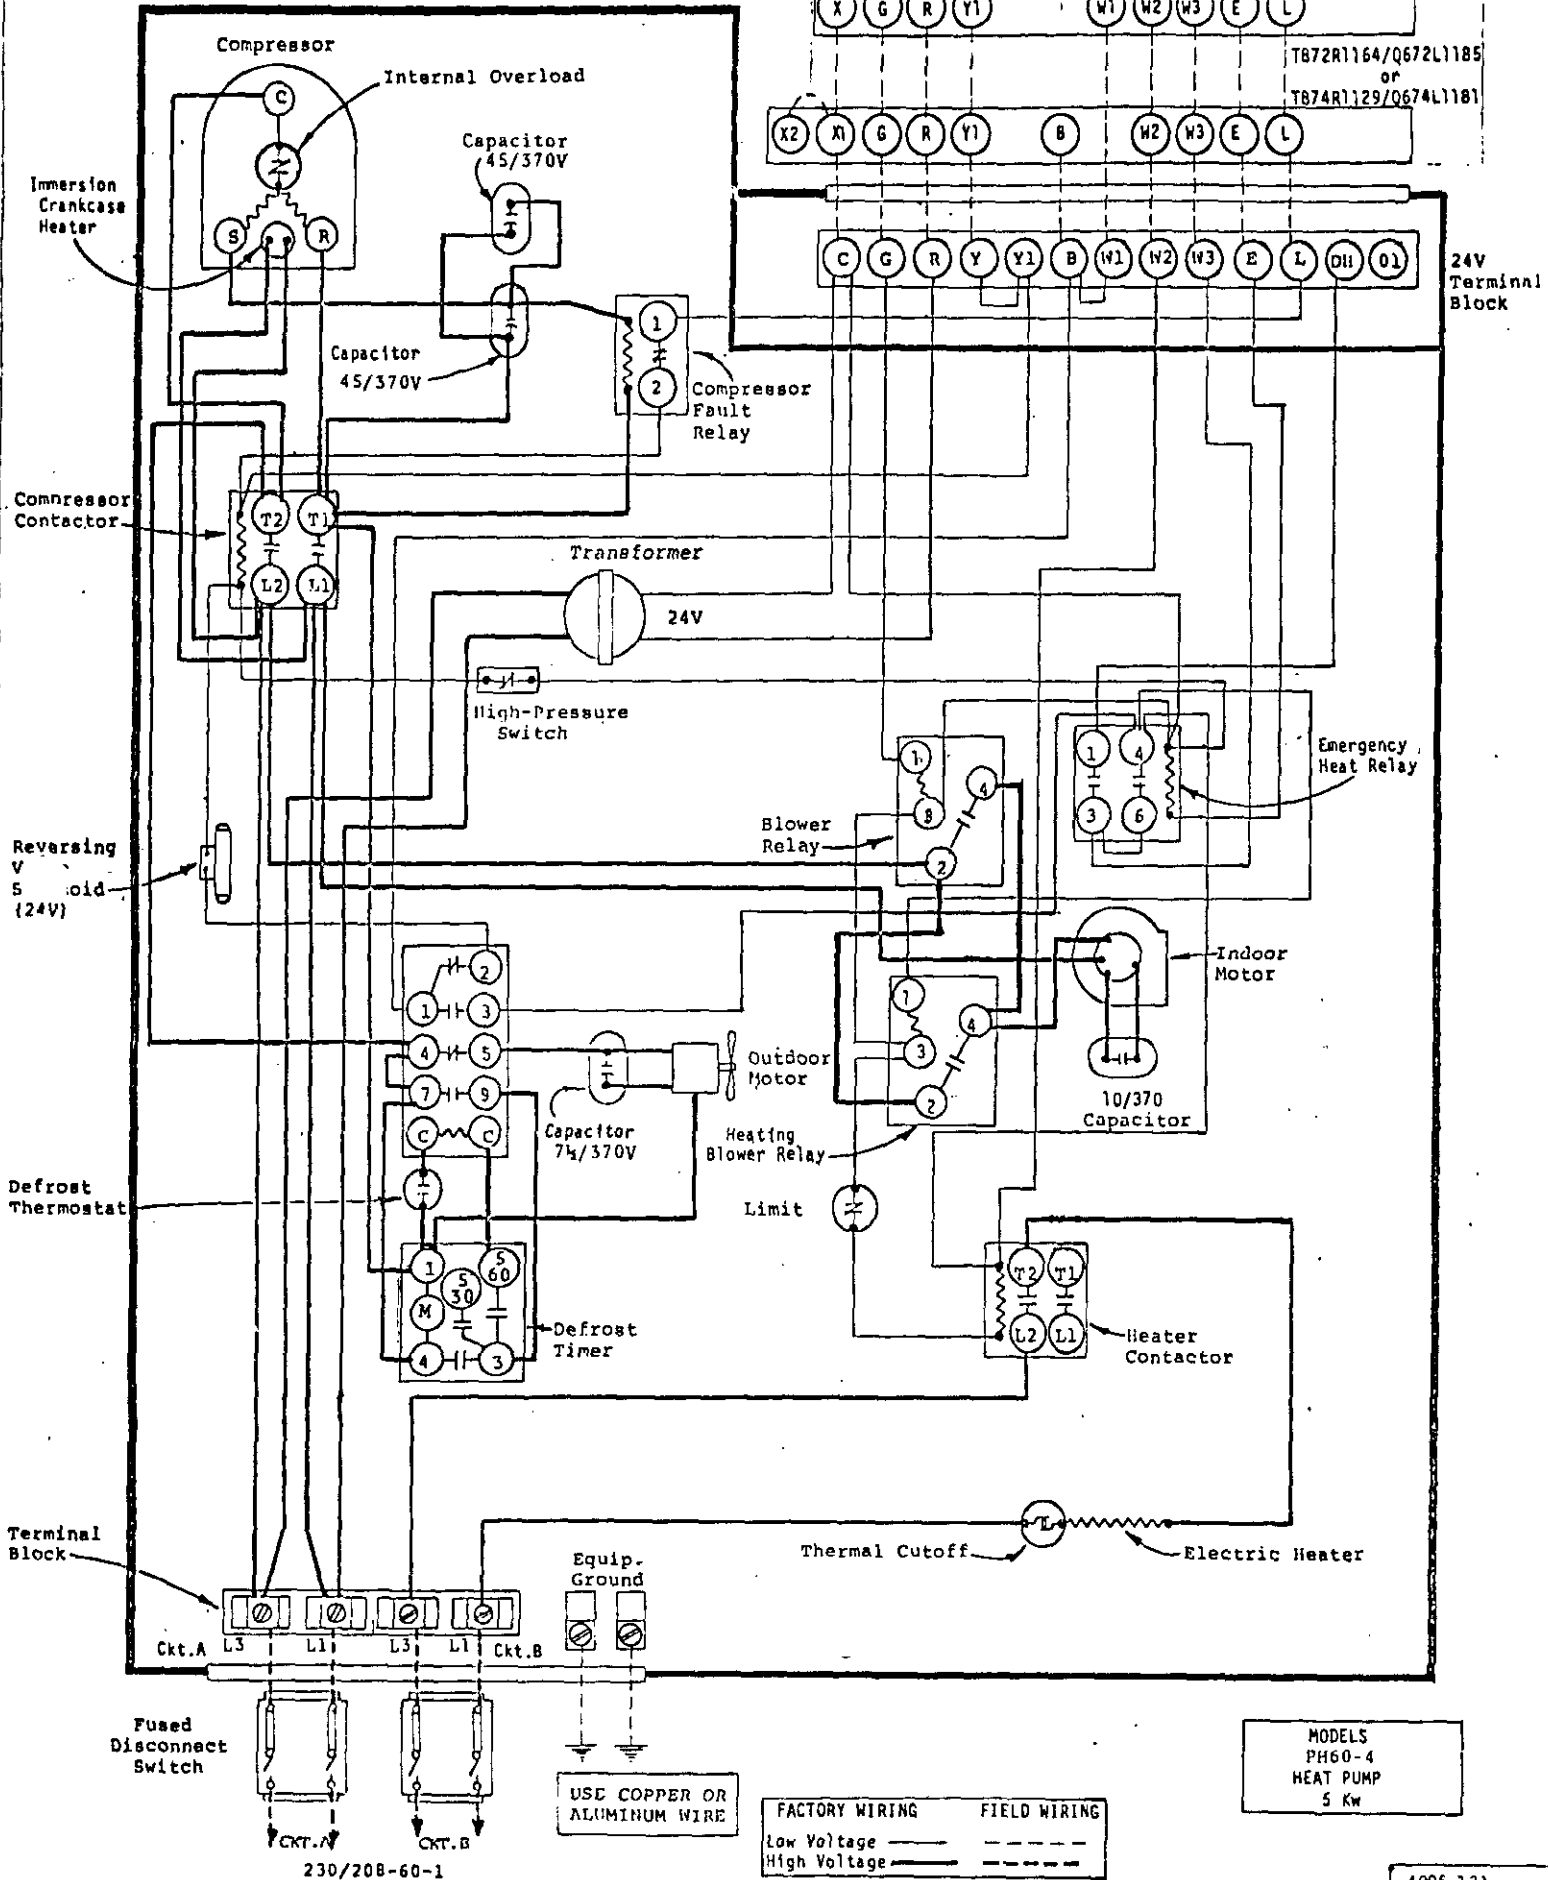 X G R Y1 W1 W2 W3 E L
TB72R1164/Q672L1185
or
TB74R1129/Q674L1181
X2 X1 G R Y1 B W2 W3 E L
Compressor
Internal Overload
C
Capacitor
45/370V
Immersion
Crankcase
Heater
S R
C G R Y Y1 B W1 W2 W3 E L DH O1
24V
Terminal
Block
Capacitor
45/370V
1
2
Compressor
Fault
Relay
Comnressor
Contactor
T2 T1
L2 L1
Transformer
24V
High-Pressure
Switch
Emergency
Heat Relay
1 4
3 6
Blower
Relay
1
4
3
2
Reversing
V
S oid
(24V)
Indoor
Motor
2
1 3
4 5
7 9
C C
Outdoor
Motor
Capacitor
7½/370V
1
4
3
2
10/370
Capacitor
Heating
Blower Relay
Defrost
Thermostat
Limit
1 S 30 S 60
M
4 3
Defrost
Timer
T2 T1
L2 L1
Heater
Contactor
Terminal
Block
Thermal Cutoff
Electric Heater
Equip.
Ground
Ckt.A L3 L1 L3 L1 Ckt.B
Fused
Disconnect
Switch
CKT.A CKT.B
230/208-60-1
USE COPPER OR
ALUMINUM WIRE
FACTORY WIRING FIELD WIRING
Low Voltage
High Voltage
MODELS
PH60-4
HEAT PUMP
5 Kw